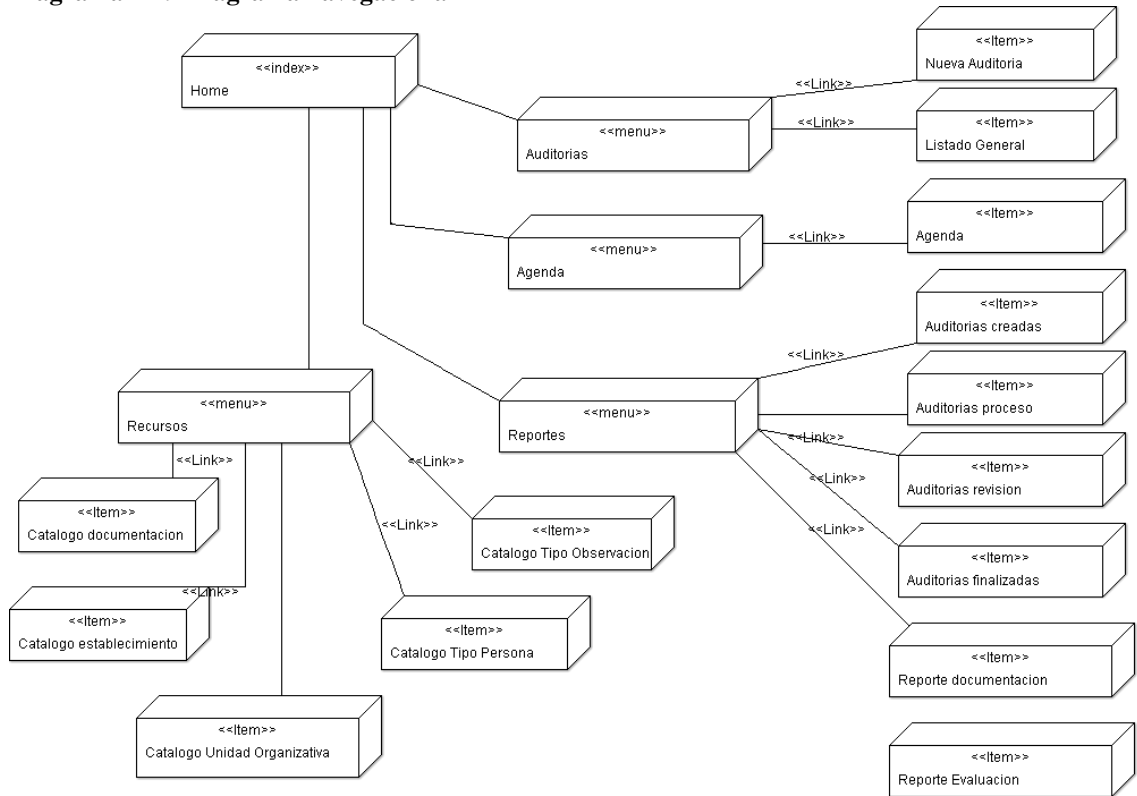 <<index>>
Home
<<menu>>
Auditorias
<<Link>>
<<Item>>
Nueva Auditoria
<<Link>>
<<Item>>
Listado General
<<menu>>
Agenda
<<Link>>
<<Item>>
Agenda
<<menu>>
Reportes
<<Link>>
<<Item>>
Auditorias creadas
<<Item>>
Auditorias proceso
<<Link>>
<<Item>>
Auditorias revision
<<Link>>
<<Item>>
Auditorias finalizadas
<<Link>>
<<Item>>
Reporte documentacion
<<Item>>
Reporte Evaluacion
<<menu>>
Recursos
<<Link>>
<<Item>>
Catalogo documentacion
<<Link>>
<<Item>>
Catalogo establecimiento
<<Item>>
Catalogo Unidad Organizativa
<<Link>>
<<Item>>
Catalogo Tipo Persona
<<Link>>
<<Item>>
Catalogo Tipo Observacion